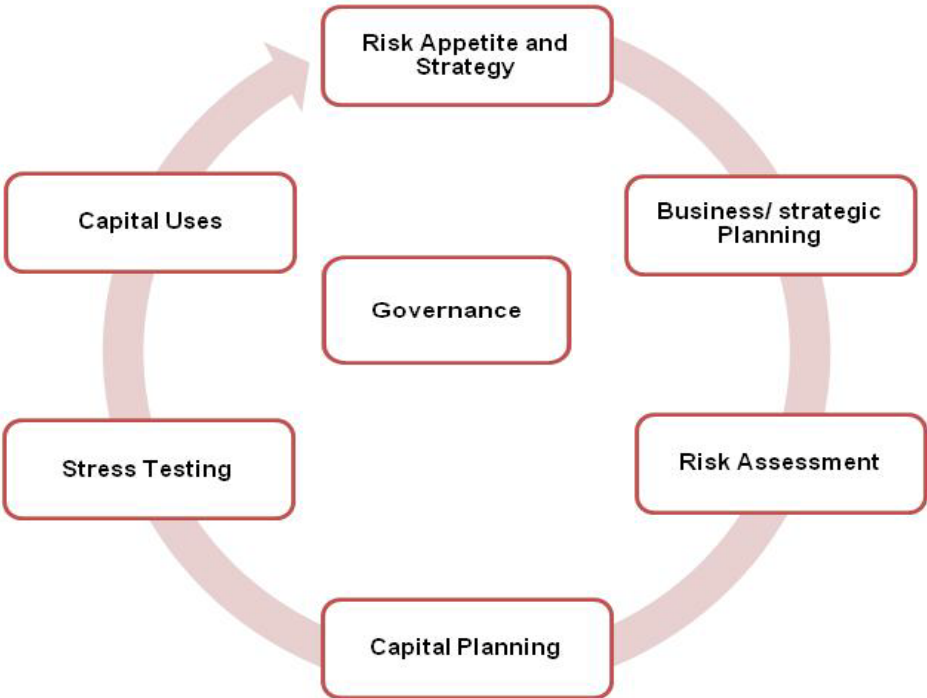 Risk Appetite and
Strategy
Capital Uses
Business/ strategic
Planning
Governance
Stress Testing
Risk Assessment
Capital Planning